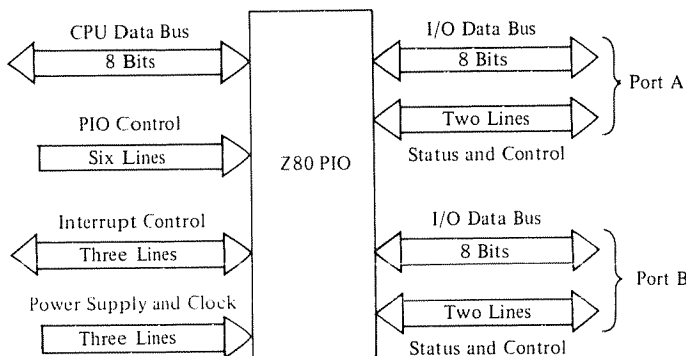 CPU Data Bus
8 Bits
PIO Control
Six Lines
Interrupt Control
Three Lines
Power Supply and Clock
Three Lines
Z80 PIO
I/O Data Bus
8 Bits
Two Lines
Status and Control
Port A
I/O Data Bus
8 Bits
Two Lines
Status and Control
Port B